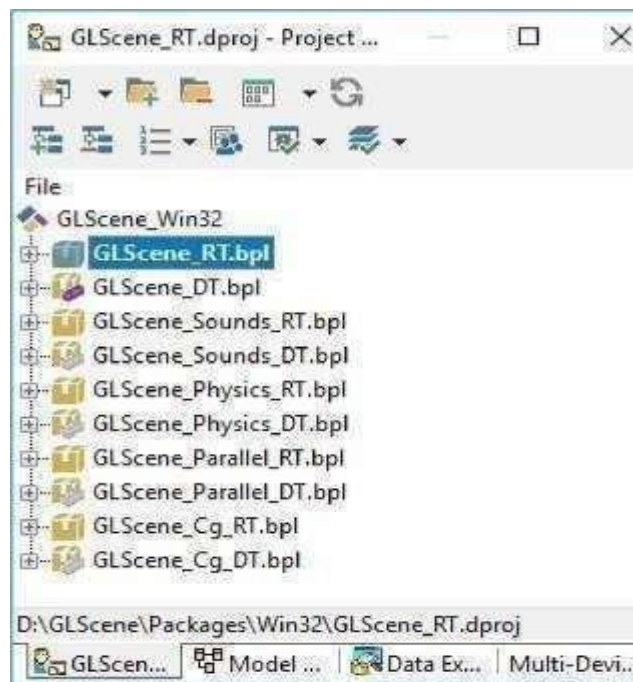 GLScene_RT.dproj - Project ...
File
GLScene_Win32
GLScene_RT.bpl
GLScene_DT.bpl
GLScene_Sounds_RT.bpl
GLScene_Sounds_DT.bpl
GLScene_Physics_RT.bpl
GLScene_Physics_DT.bpl
GLScene_Parallel_RT.bpl
GLScene_Parallel_DT.bpl
GLScene_Cg_RT.bpl
GLScene_Cg_DT.bpl
D:\GLScene\Packages\Win32\GLScene_RT.dproj
GLScen... Model ... Data Ex... Multi-Devi...